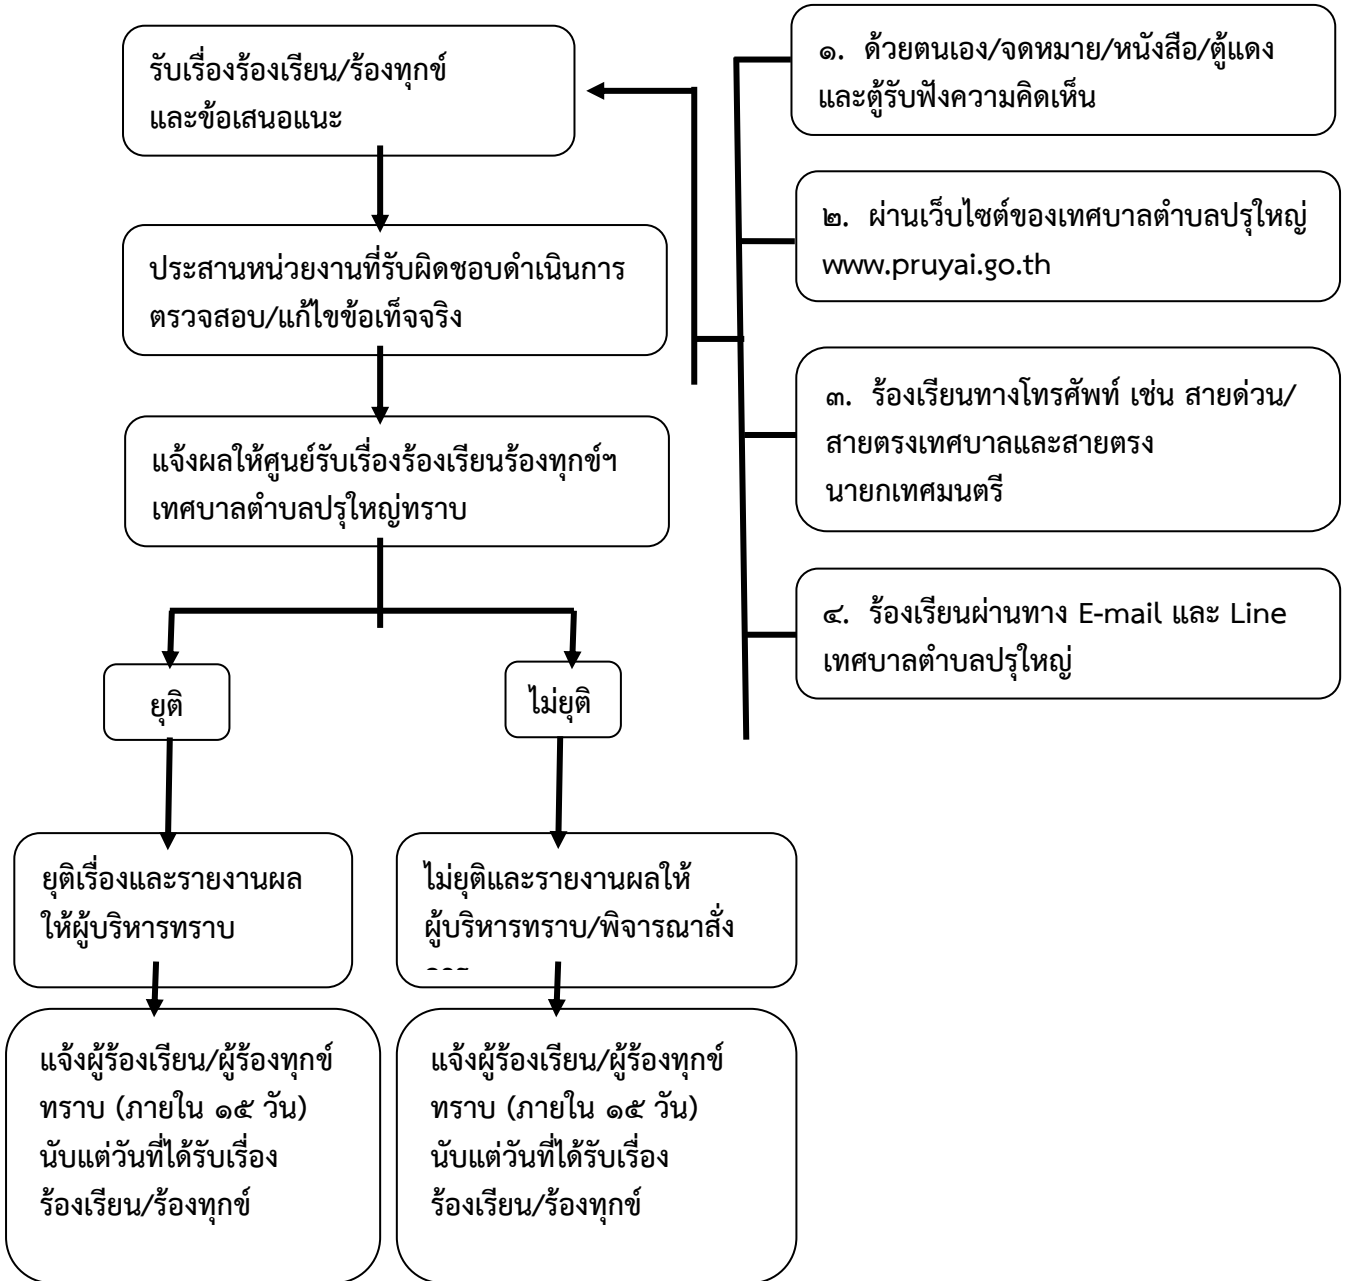 รับเรื่องร้องเรียน/ร้องทุกข์
และข้อเสนอแนะ
๑. ด้วยตนเอง/จดหมาย/หนังสือ/ตู้แดง
และตู้รับฟังความคิดเห็น
๒. ผ่านเว็บไซต์ของเทศบาลตำบลปรุใหญ่
www.pruyai.go.th
ประสานหน่วยงานที่รับผิดชอบดำเนินการ
ตรวจสอบ/แก้ไขข้อเท็จจริง
๓. ร้องเรียนทางโทรศัพท์ เช่น สายด่วน/
สายตรงเทศบาลและสายตรง
นายกเทศมนตรี
แจ้งผลให้ศูนย์รับเรื่องร้องเรียนร้องทุกข์ฯ
เทศบาลตำบลปรุใหญ่ทราบ
๔. ร้องเรียนผ่านทาง E-mail และ Line
เทศบาลตำบลปรุใหญ่
ยุติ
ไม่ยุติ
ยุติเรื่องและรายงานผล
ให้ผู้บริหารทราบ
ไม่ยุติและรายงานผลให้
ผู้บริหารทราบ/พิจารณาสั่ง
แจ้งผู้ร้องเรียน/ผู้ร้องทุกข์
ทราบ (ภายใน ๑๕ วัน)
นับแต่วันที่ได้รับเรื่อง
ร้องเรียน/ร้องทุกข์
แจ้งผู้ร้องเรียน/ผู้ร้องทุกข์
ทราบ (ภายใน ๑๕ วัน)
นับแต่วันที่ได้รับเรื่อง
ร้องเรียน/ร้องทุกข์